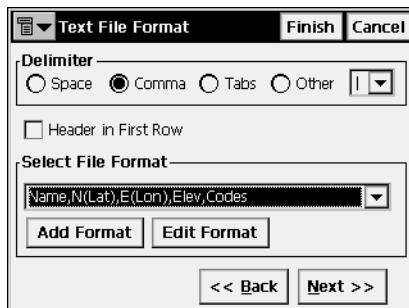 Text File Format Finish Cancel
Delimiter
Space Comma Tabs Other |
Header in First Row
Select File Format
Name,N(Lat),E(Lon),Elev,Codes
Add Format Edit Format
<< Back Next >>